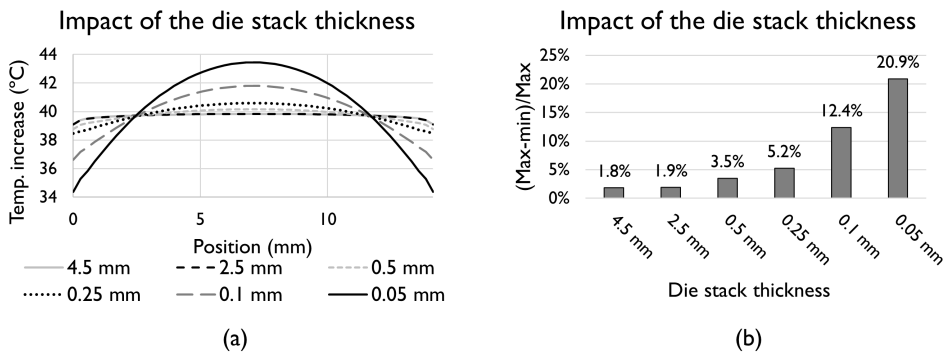 Impact of the die stack thickness
Temp. increase (°C)
44
42
40
38
36
34
0
5
10
Position (mm)
4.5 mm
2.5 mm
0.5 mm
0.25 mm
0.1 mm
0.05 mm
(a)
Impact of the die stack thickness
(Max-min)/Max
25%
20%
15%
10%
5%
0%
1.8%
1.9%
3.5%
5.2%
12.4%
20.9%
4.5 mm
2.5 mm
0.5 mm
0.25 mm
0.1 mm
0.05 mm
Die stack thickness
(b)